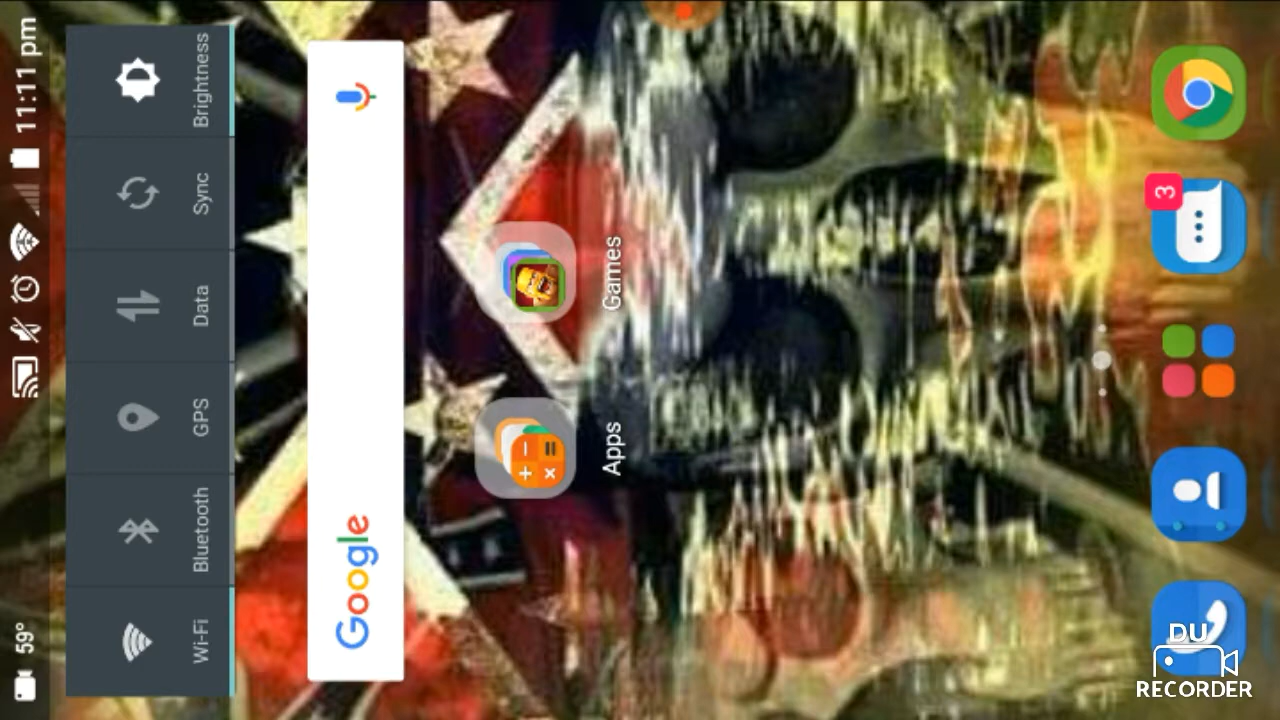 59° 11:11 pm
Wi-Fi Bluetooth GPS Data Sync Brightness
Google
Apps Games
3
DU
RECORDER